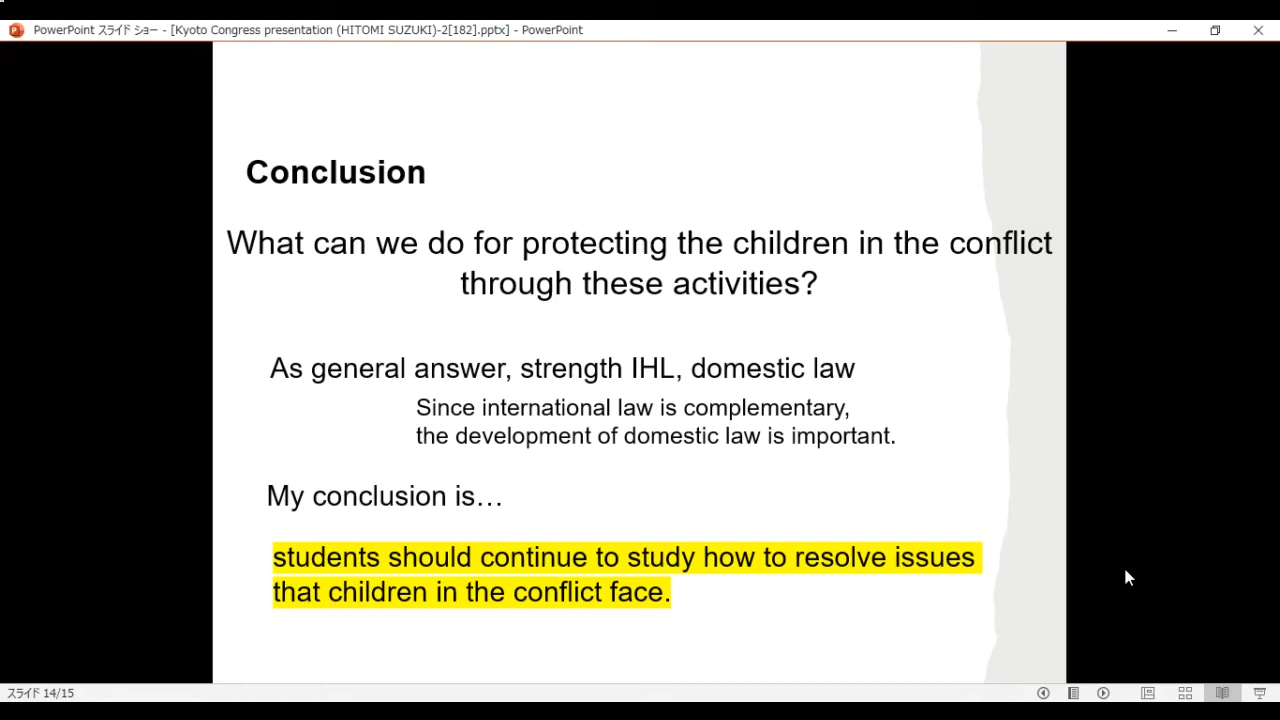 PowerPoint スライド ショー - [Kyoto Congress presentation (HITOMI SUZUKI)-2[182].pptx] - PowerPoint
Conclusion
What can we do for protecting the children in the conflict
through these activities?
As general answer, strength IHL, domestic law
Since international law is complementary,
the development of domestic law is important.
My conclusion is…
students should continue to study how to resolve issues
that children in the conflict face.
スライド 14/15